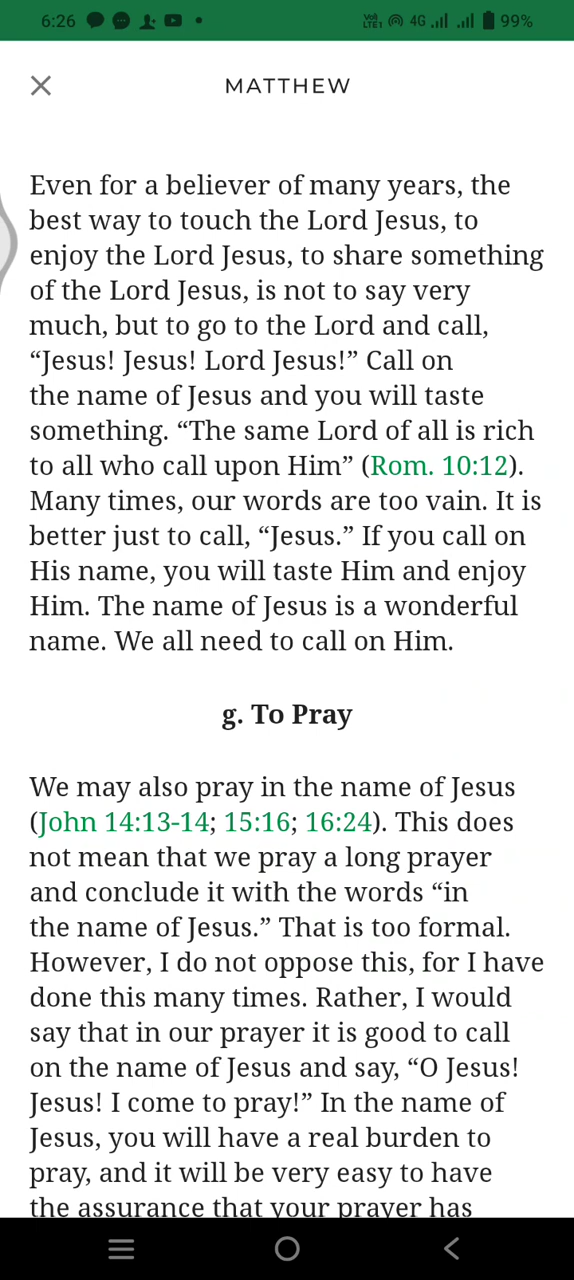 6:26
Vo)
LTE1
4G
99%
MATTHEW
Even for a believer of many years, the
best way to touch the Lord Jesus, to
enjoy the Lord Jesus, to share something
of the Lord Jesus, is not to say very
much, but to go to the Lord and call,
“Jesus! Jesus! Lord Jesus!” Call on
the name of Jesus and you will taste
something. “The same Lord of all is rich
to all who call upon Him” (Rom. 10:12).
Many times, our words are too vain. It is
better just to call, “Jesus.” If you call on
His name, you will taste Him and enjoy
Him. The name of Jesus is a wonderful
name. We all need to call on Him.
g. To Pray
We may also pray in the name of Jesus
(John 14:13-14; 15:16; 16:24). This does
not mean that we pray a long prayer
and conclude it with the words “in
the name of Jesus.” That is too formal.
However, I do not oppose this, for I have
done this many times. Rather, I would
say that in our prayer it is good to call
on the name of Jesus and say, “O Jesus!
Jesus! I come to pray!” In the name of
Jesus, you will have a real burden to
pray, and it will be very easy to have
the assurance that your prayer has